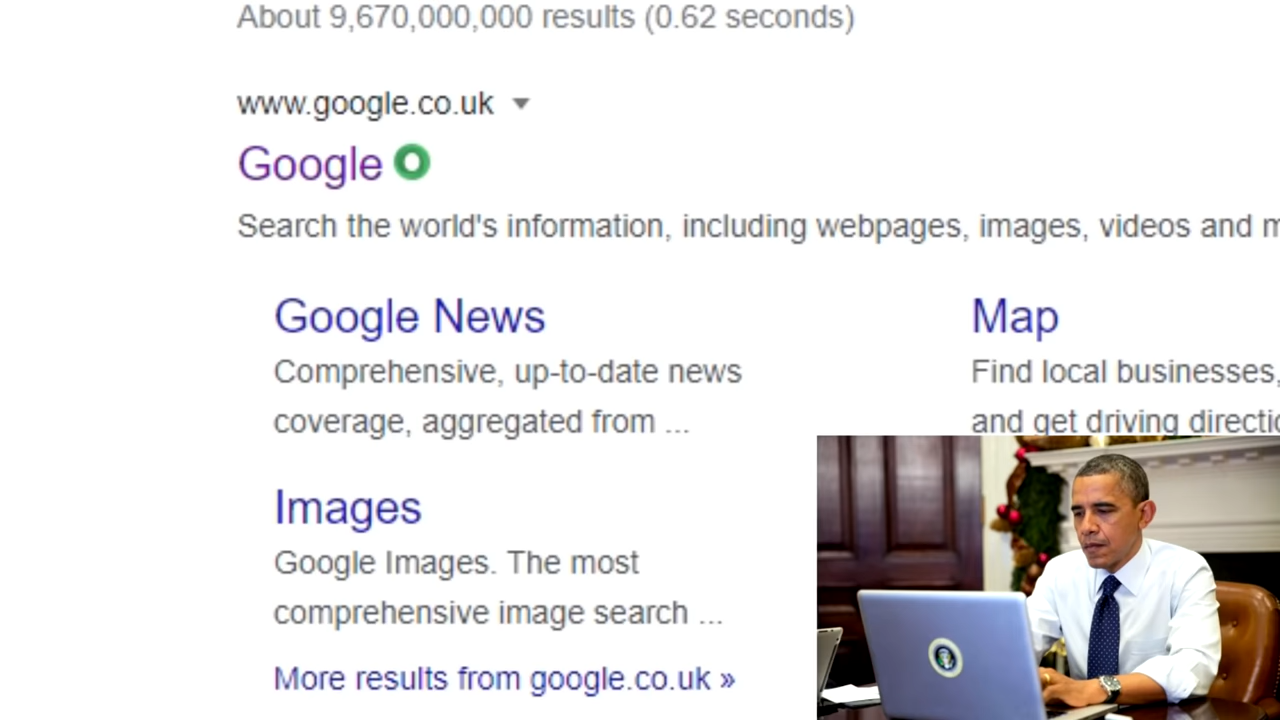 About 9,670,000,000 results (0.62 seconds)
www.google.co.uk
Google
Search the world's information, including webpages, images, videos and m
Google News
Comprehensive, up-to-date news
coverage, aggregated from ...
Map
Find local businesses,
and get driving directio
Images
Google Images. The most
comprehensive image search ...
More results from google.co.uk »